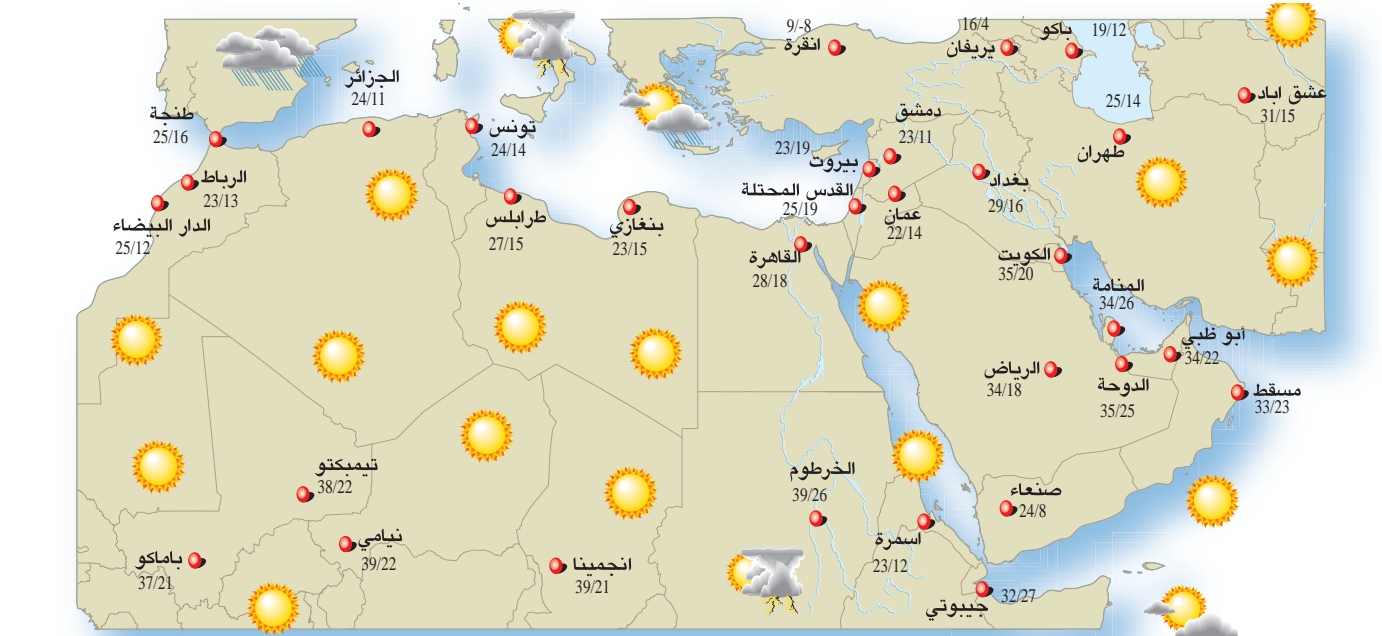 9/-8
انقرة
16/4
يريفان
باكو
19/12
25/14
طهران
عشق اباد
31/15
الجزائر
24/11
طنجة
25/16
الرباط
23/13
الدار البيضاء
25/12
تونس
24/14
طرابلس
27/15
بنغازي
23/15
دمشق
23/11
23/19
بيروت
القدس المحتلة
25/19
عمان
22/14
بغداد
29/16
القاهرة
28/18
الكويت
35/20
المنامة
34/26
أبو ظبي
34/22
الرياض
34/18
الدوحة
35/25
مسقط
33/23
تيمبكتو
38/22
الخرطوم
39/26
صنعاء
24/8
اسمرة
23/12
باماكو
37/21
نيامي
39/22
انجمينا
39/21
جيبوتي
32/27